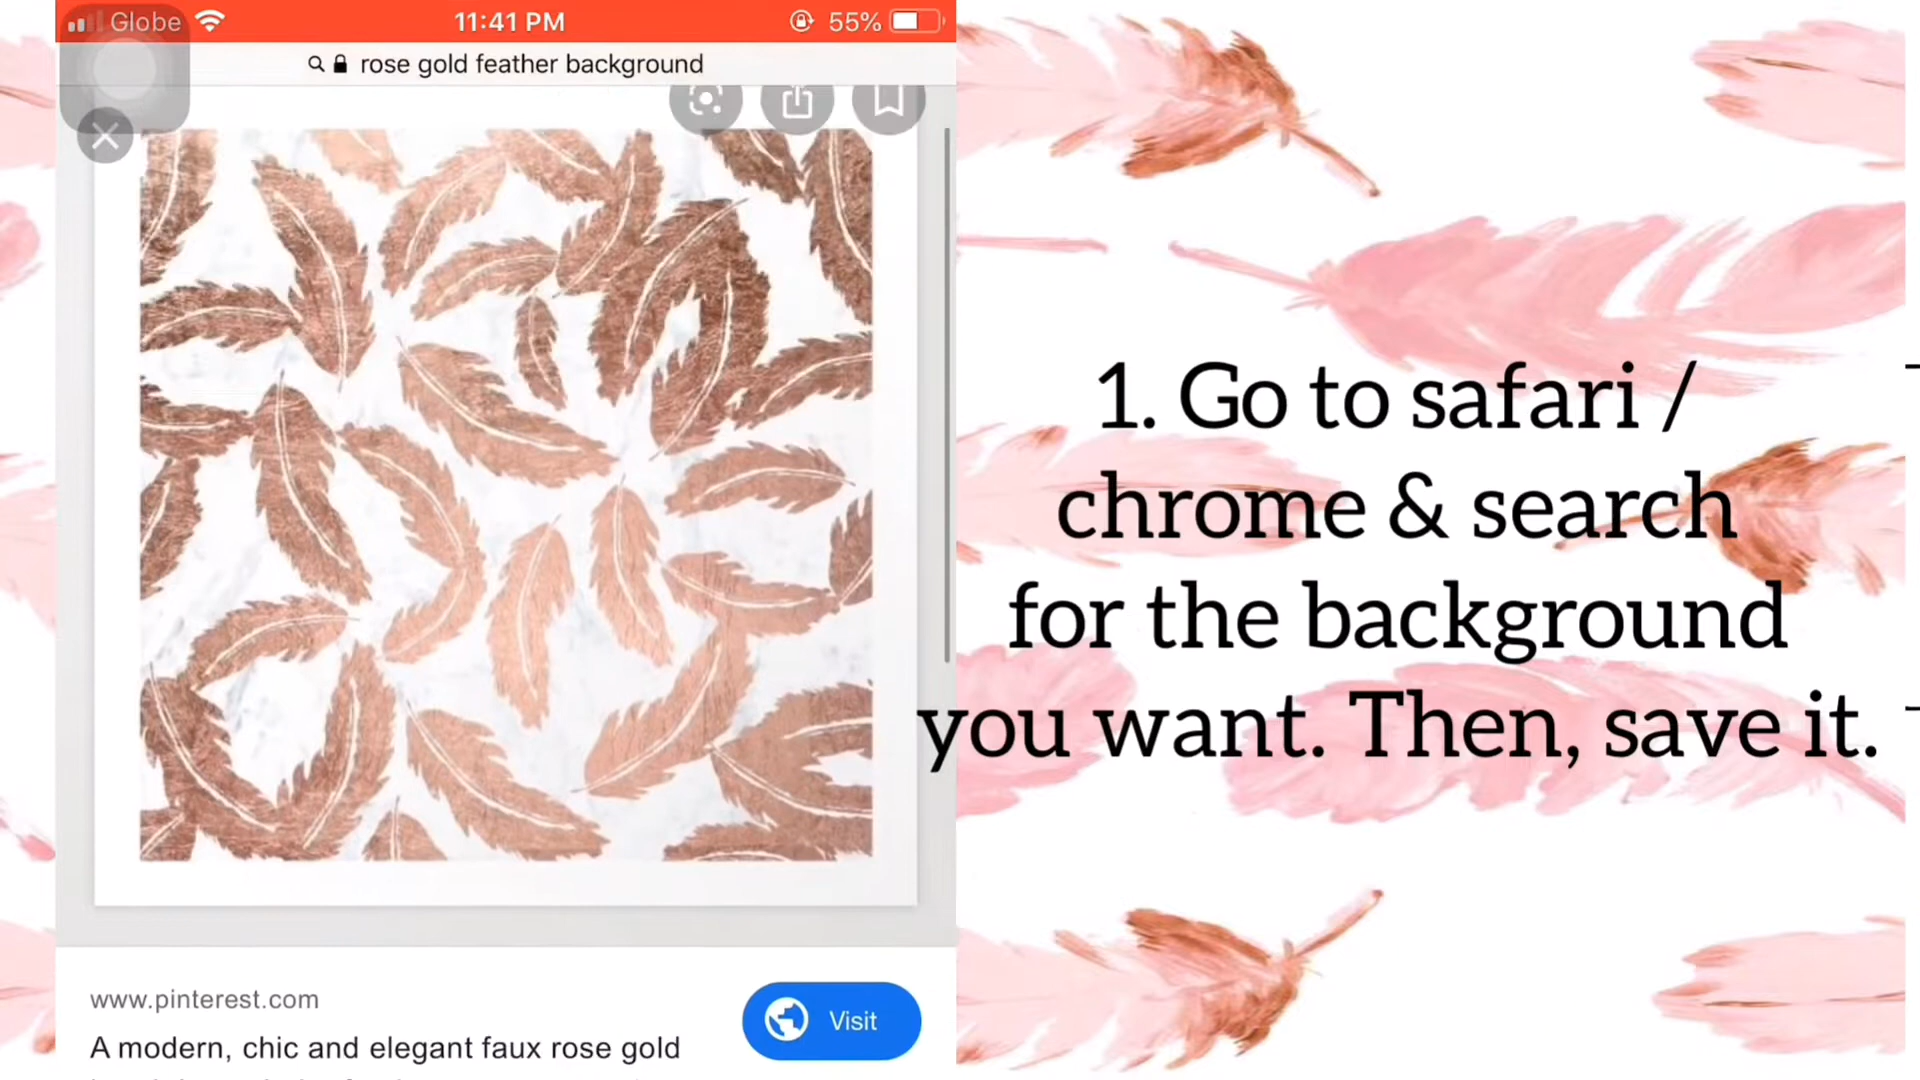 Globe
11:41 PM
55%
rose gold feather background
1. Go to safari /
chrome & search
for the background
you want. Then, save it.
www.pinterest.com
Visit
A modern, chic and elegant faux rose gold